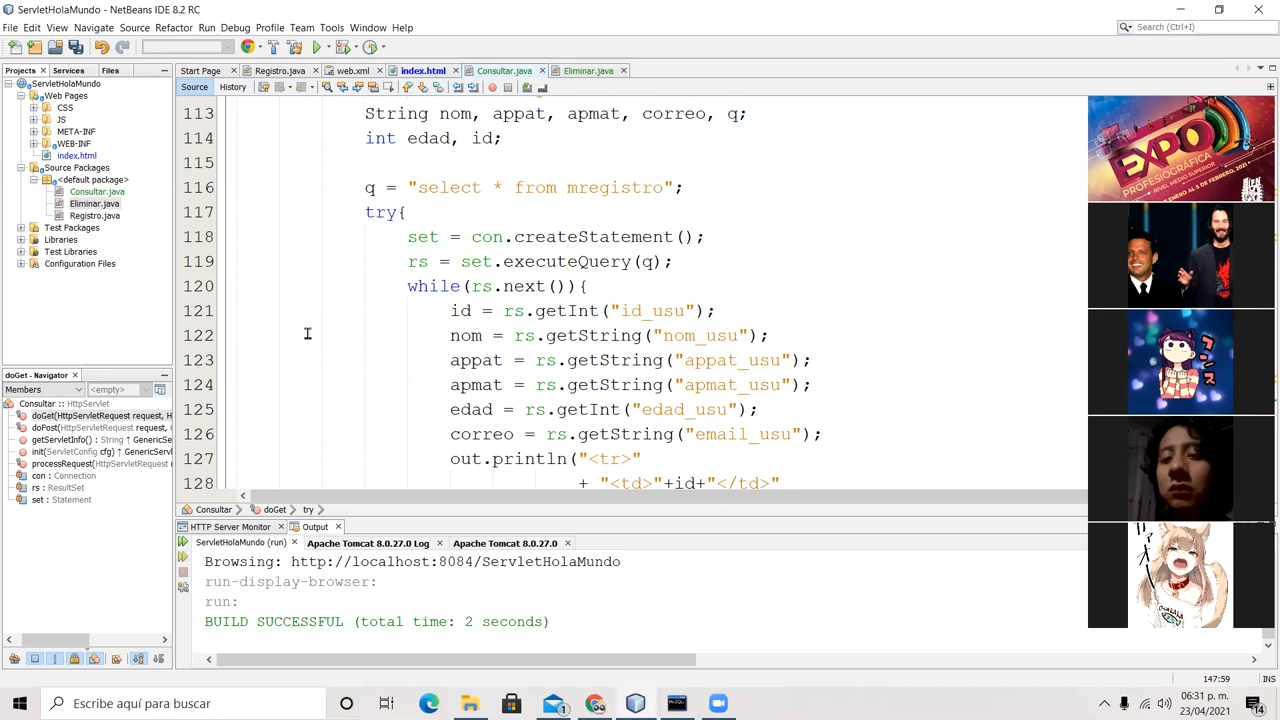 ServletHolaMundo - NetBeans IDE 8.2 RC
File Edit View Navigate Source Refactor Run Debug Profile Team Tools Window Help
Search (Ctrl+I)
Projects Services Files
Start Page Registro.java web.xml index.html Consultar.java Eliminar.java
Source History
ServletHolaMundo
Web Pages
CSS
JS
META-INF
WEB-INF
index.html
Source Packages
<default package>
Consultar.java
Eliminar.java
Registro.java
Test Packages
Libraries
Test Libraries
Configuration Files
113 String nom, appat, apmat, correo, q;
114 int edad, id;
115
116 q = "select * from mregistro";
117 try{
118 set = con.createStatement();
119 rs = set.executeQuery(q);
120 while(rs.next()){
121 id = rs.getInt("id_usu");
122 nom = rs.getString("nom_usu");
123 appat = rs.getString("appat_usu");
124 apmat = rs.getString("apmat_usu");
125 edad = rs.getInt("edad_usu");
126 correo = rs.getString("email_usu");
127 out.println("<tr>"
128 + "<td>"+id+"</td>"
Consultar doGet try
doGet - Navigator
Members <empty>
Consultar :: HttpServlet
doGet(HttpServletRequest request, H
doPost(HttpServletRequest request,
getServletInfo() : String ↑ GenericSe
init(ServletConfig cfg) ↑ GenericServ
processRequest(HttpServletRequest
con : Connection
rs : ResultSet
set : Statement
HTTP Server Monitor Output
ServletHolaMundo (run) Apache Tomcat 8.0.27.0 Log Apache Tomcat 8.0.27.0
Browsing: http://localhost:8084/ServletHolaMundo
run-display-browser:
run:
BUILD SUCCESSFUL (total time: 2 seconds)
147:59 INS
EXPO
PROFESIOGRÁFICA
NIVEL MEDIO SUPERIOR
Escribe aquí para buscar
1
06:31 p. m.
23/04/2021
14